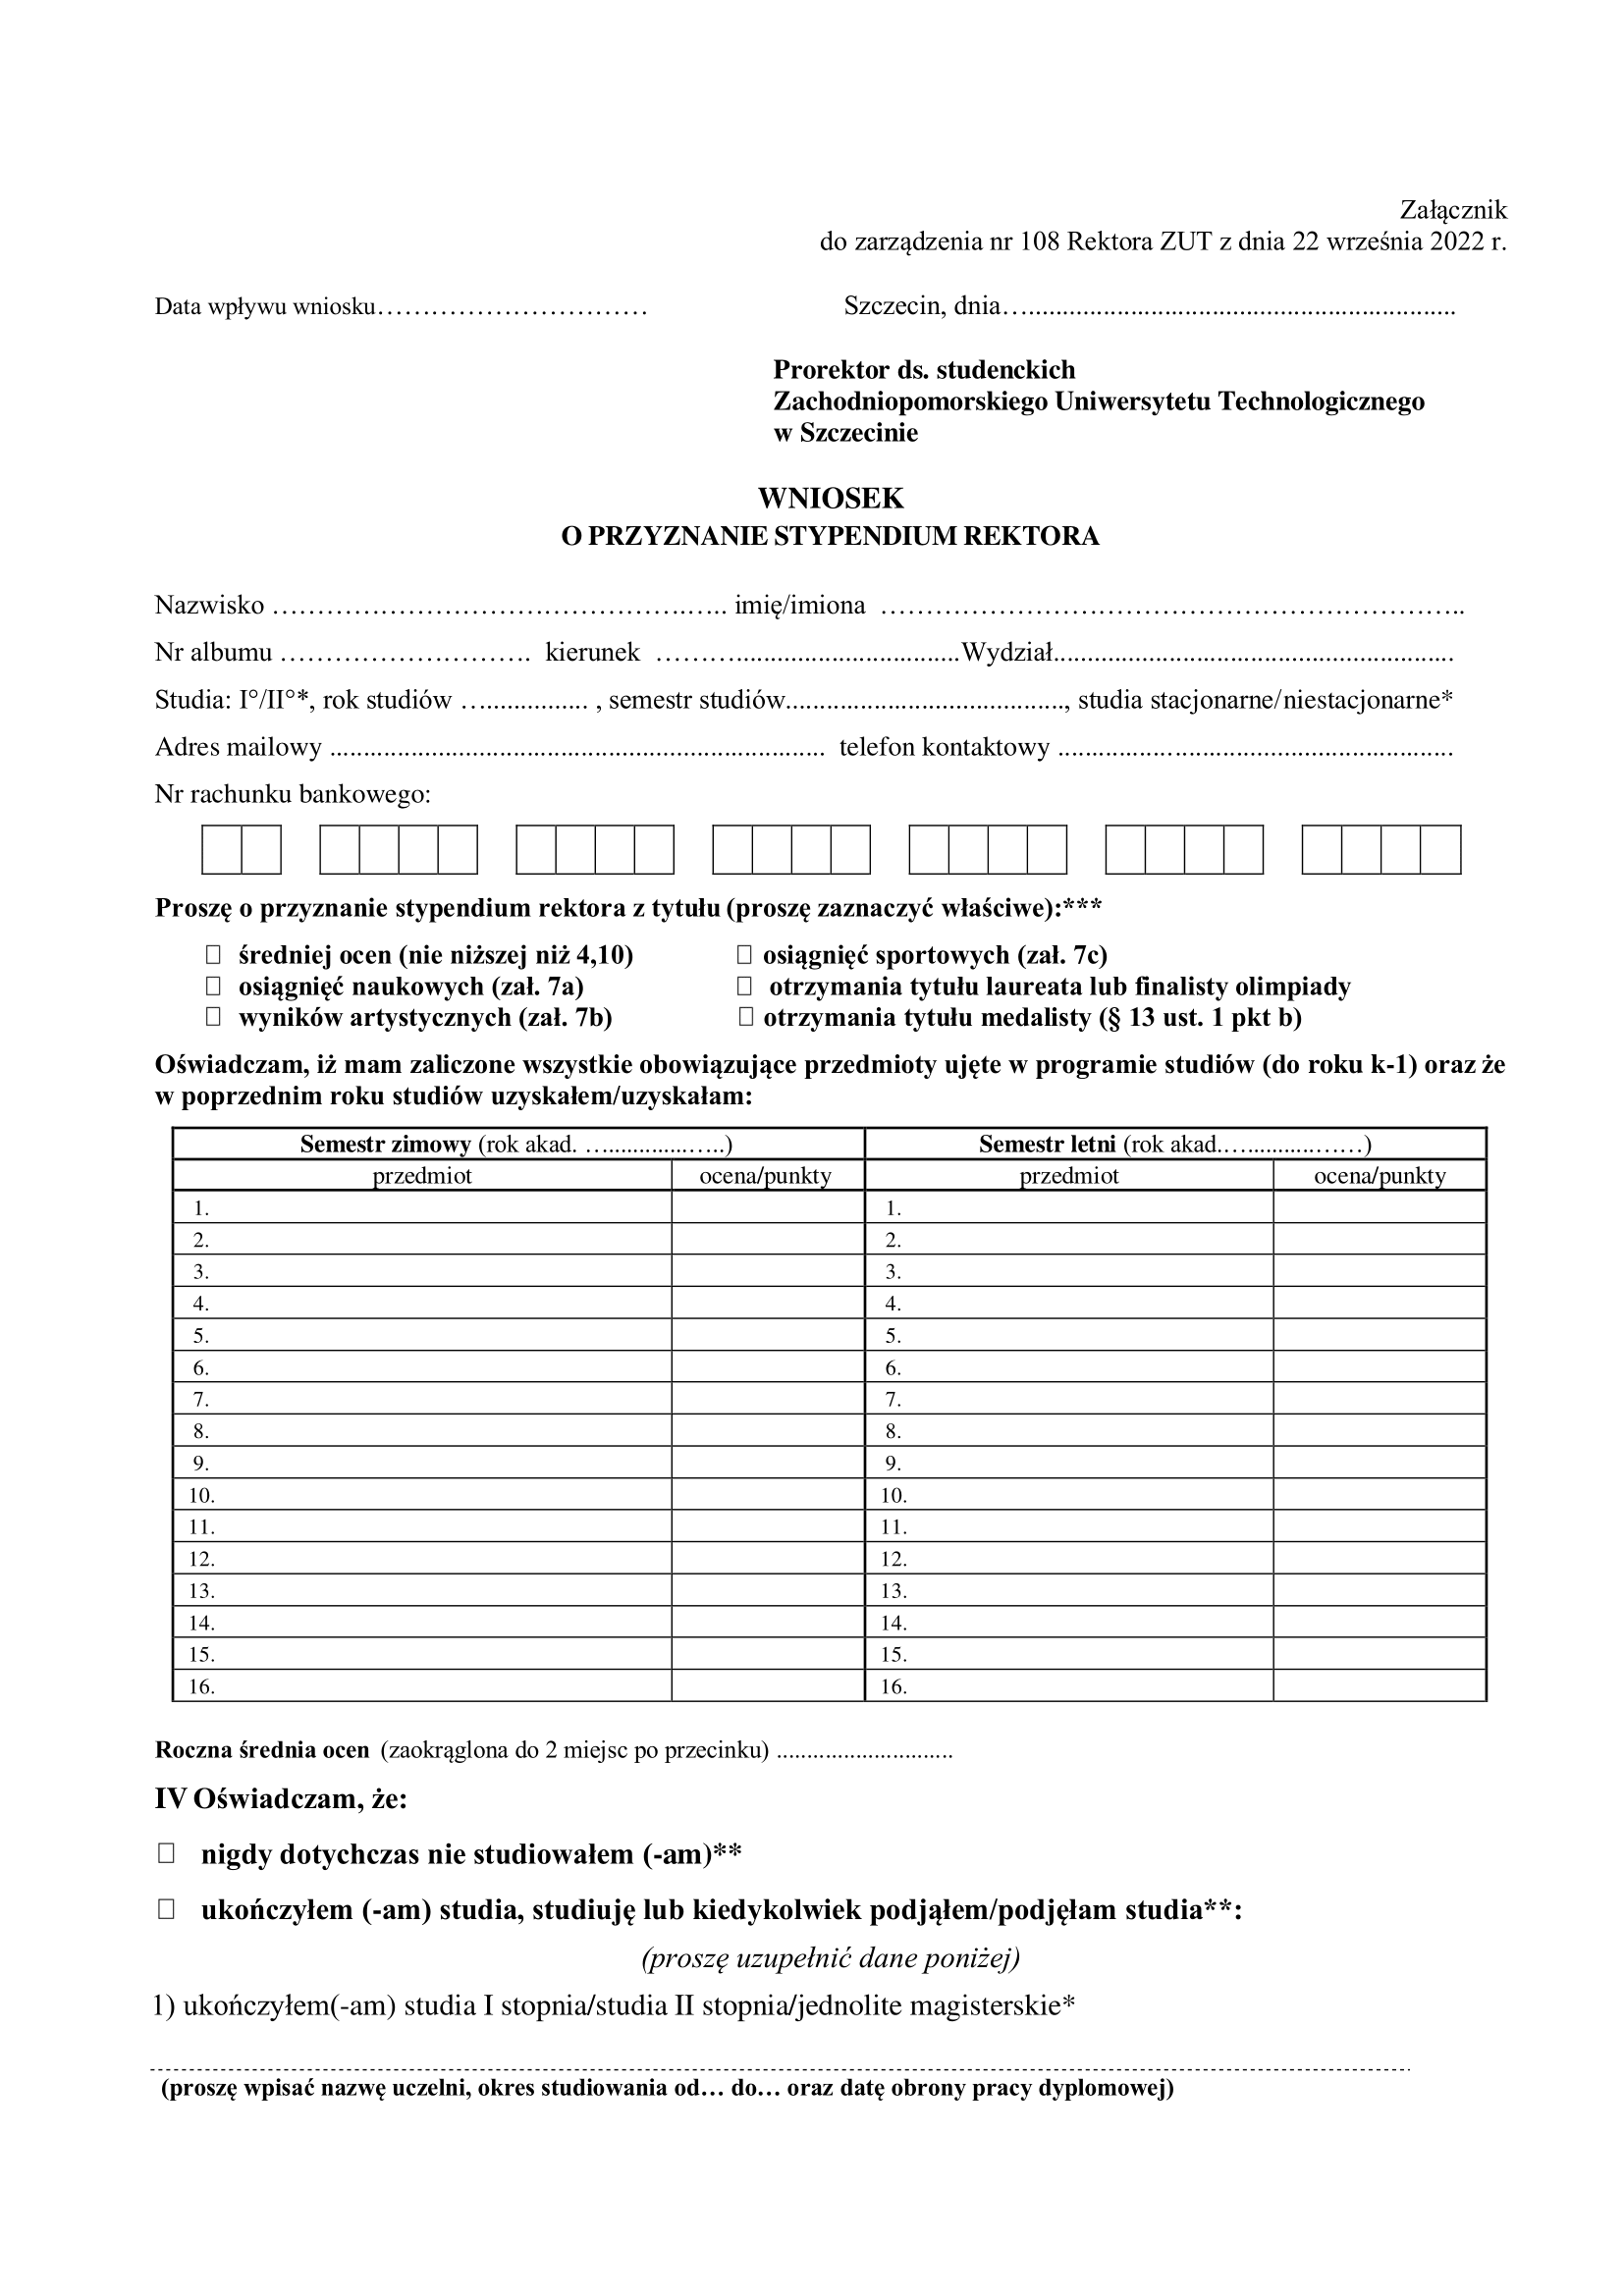 Załącznik
do zarządzenia nr 108 Rektora ZUT z dnia 22 września 2022 r.
Data wpływu wniosku………………………… Szczecin, dnia…...............................................................
Prorektor ds. studenckich
Zachodniopomorskiego Uniwersytetu Technologicznego
w Szczecinie
WNIOSEK
O PRZYZNANIE STYPENDIUM REKTORA
Nazwisko ……………………………………….….. imię/imiona ………………………………………………………..
Nr albumu ………………………. kierunek ………................................Wydział...........................................................
Studia: I°/II°*, rok studiów …............... , semestr studiów........................................., studia stacjonarne/niestacjonarne*
Adres mailowy ......................................................................... telefon kontaktowy ..........................................................
Nr rachunku bankowego:
Proszę o przyznanie stypendium rektora z tytułu (proszę zaznaczyć właściwe):***
☐ średniej ocen (nie niższej niż 4,10) ☐ osiągnięć sportowych (zał. 7c)
☐ osiągnięć naukowych (zał. 7a) ☐ otrzymania tytułu laureata lub finalisty olimpiady
☐ wyników artystycznych (zał. 7b) ☐ otrzymania tytułu medalisty (§ 13 ust. 1 pkt b)
Oświadczam, iż mam zaliczone wszystkie obowiązujące przedmioty ujęte w programie studiów (do roku k-1) oraz że
w poprzednim roku studiów uzyskałem/uzyskałam:
Semestr zimowy (rok akad. …............…..) Semestr letni (rok akad.…...........……)
przedmiot ocena/punkty przedmiot ocena/punkty
1. 1.
2. 2.
3. 3.
4. 4.
5. 5.
6. 6.
7. 7.
8. 8.
9. 9.
10. 10.
11. 11.
12. 12.
13. 13.
14. 14.
15. 15.
16. 16.
Roczna średnia ocen (zaokrąglona do 2 miejsc po przecinku) .............................
IV Oświadczam, że:
☐ nigdy dotychczas nie studiowałem (-am)**
☐ ukończyłem (-am) studia, studiuję lub kiedykolwiek podjąłem/podjęłam studia**:
(proszę uzupełnić dane poniżej)
1) ukończyłem(-am) studia I stopnia/studia II stopnia/jednolite magisterskie*
(proszę wpisać nazwę uczelni, okres studiowania od… do… oraz datę obrony pracy dyplomowej)